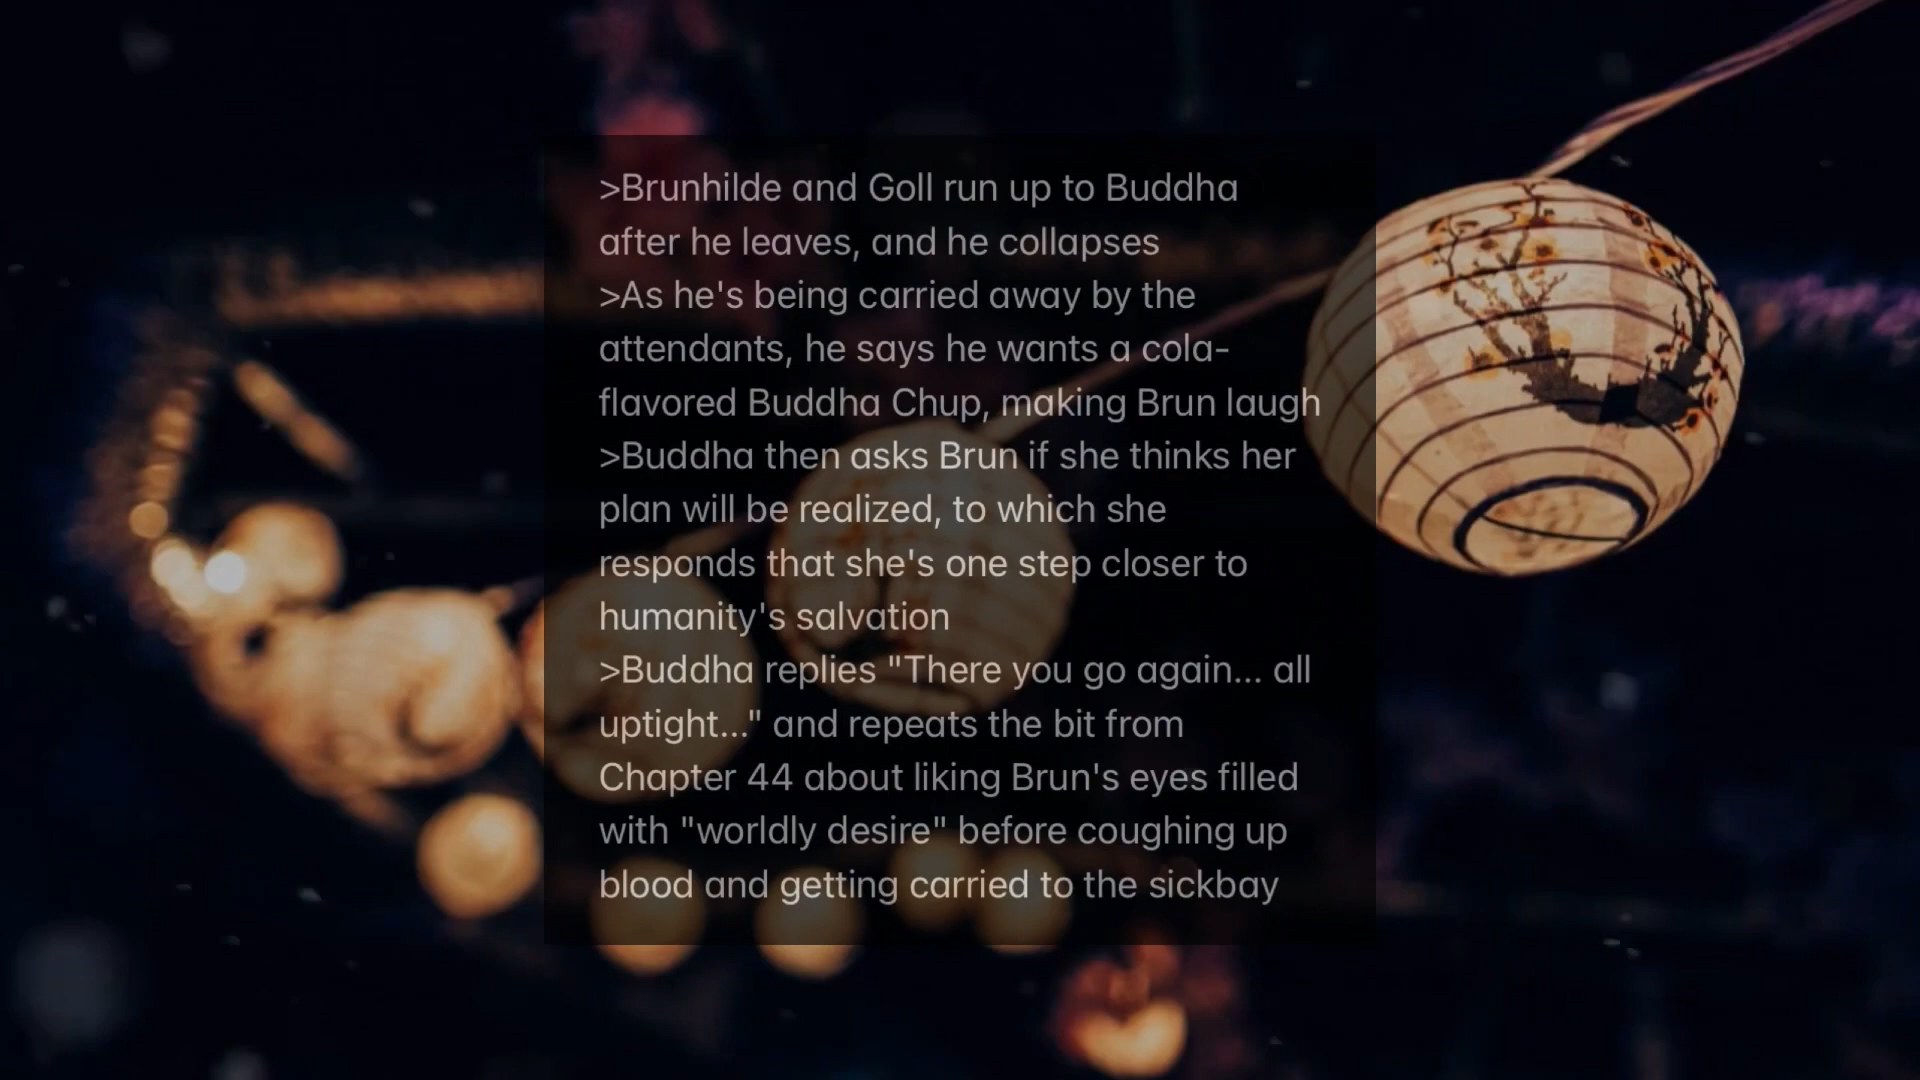 >Brunhilde and Goll run up to Buddha
after he leaves, and he collapses
>As he's being carried away by the
attendants, he says he wants a cola-
flavored Buddha Chup, making Brun laugh
>Buddha then asks Brun if she thinks her
plan will be realized, to which she
responds that she's one step closer to
humanity's salvation
>Buddha replies "There you go again... all
uptight..." and repeats the bit from
Chapter 44 about liking Brun's eyes filled
with "worldly desire" before coughing up
blood and getting carried to the sickbay